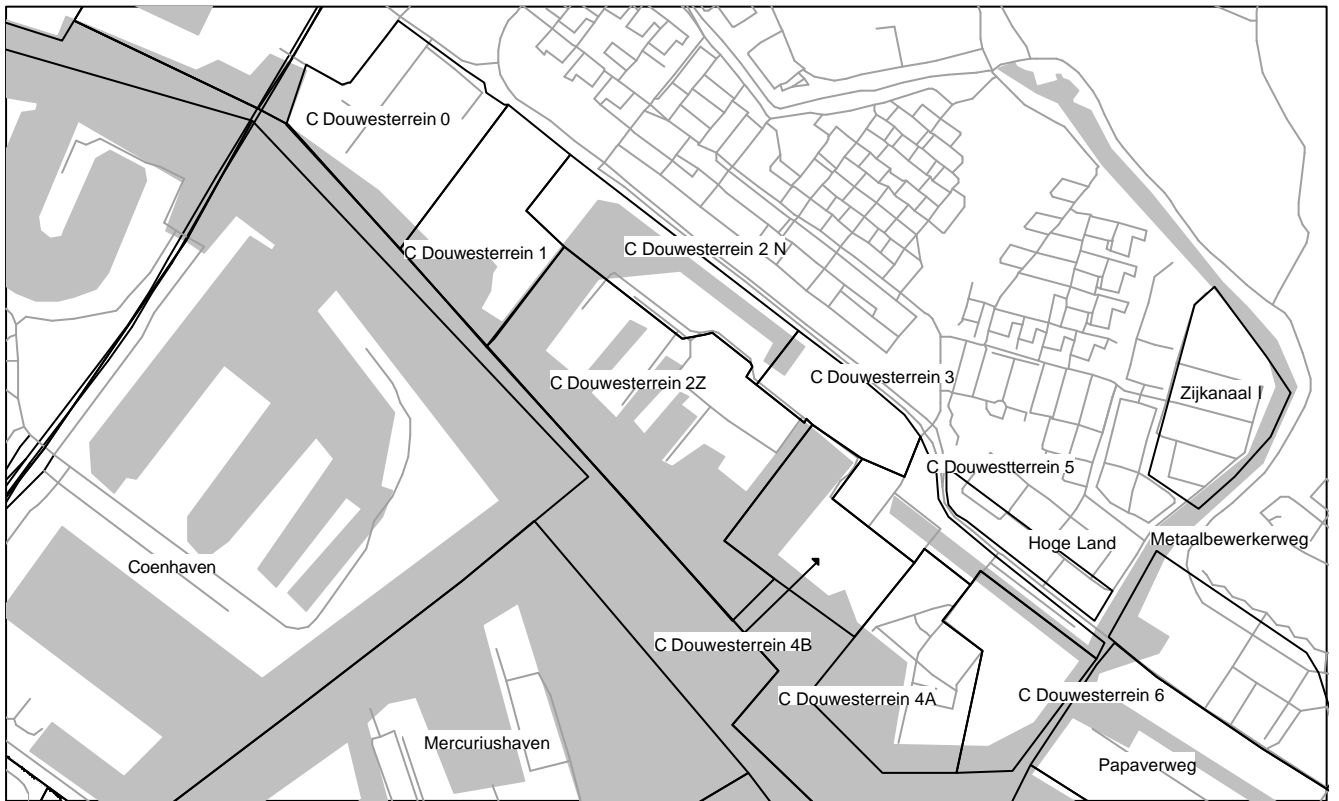 C Douwesterrein 0
C Douwesterrein 1
C Douwesterrein 2 N
C Douwesterrein 2Z
C Douwesterrein 3
Zijkanaal I
C Douwestterrein 5
Hoge Land
Metaalbewerkerweg
Coenhaven
C Douwesterrein 4B
C Douwesterrein 4A
C Douwesterrein 6
Mercuriushaven
Papaverweg